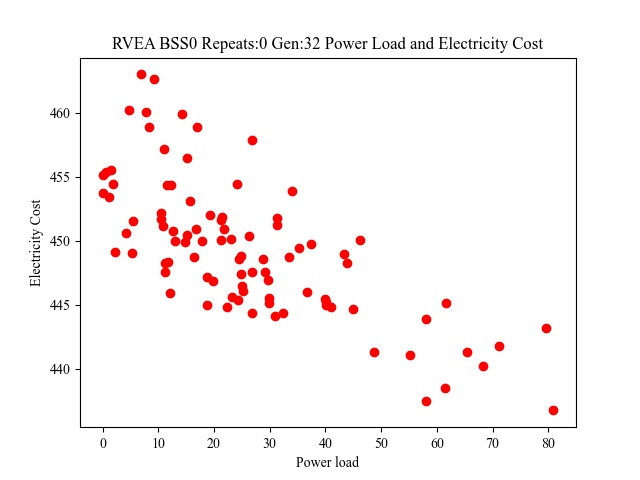 RVEA BSS0 Repeats:0 Gen:32 Power Load and Electricity Cost
460
455
450
445
440
Electricity Cost
0 10 20 30 40 50 60 70 80
Power load